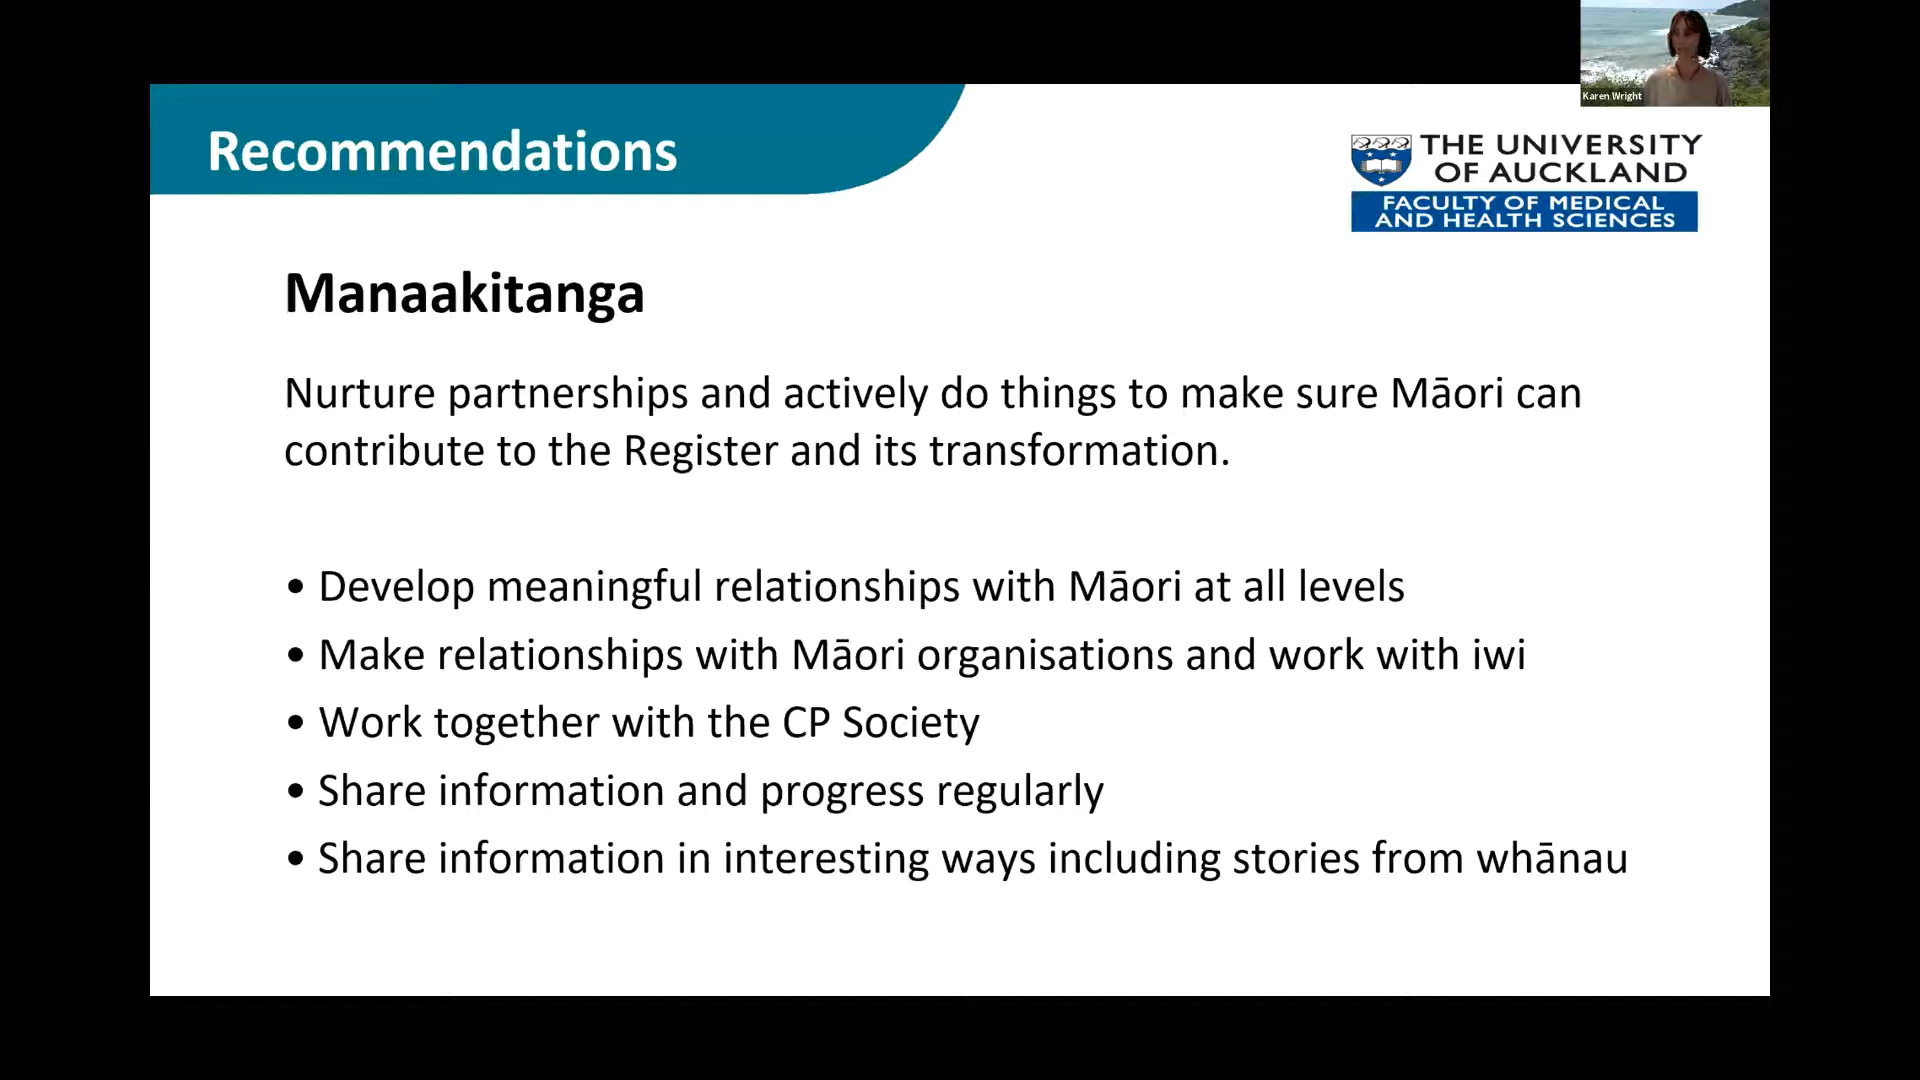 Karen Wright
Recommendations
THE UNIVERSITY
OF AUCKLAND
FACULTY OF MEDICAL
AND HEALTH SCIENCES
Manaakitanga
Nurture partnerships and actively do things to make sure Māori can
contribute to the Register and its transformation.
• Develop meaningful relationships with Māori at all levels
• Make relationships with Māori organisations and work with iwi
• Work together with the CP Society
• Share information and progress regularly
• Share information in interesting ways including stories from whānau